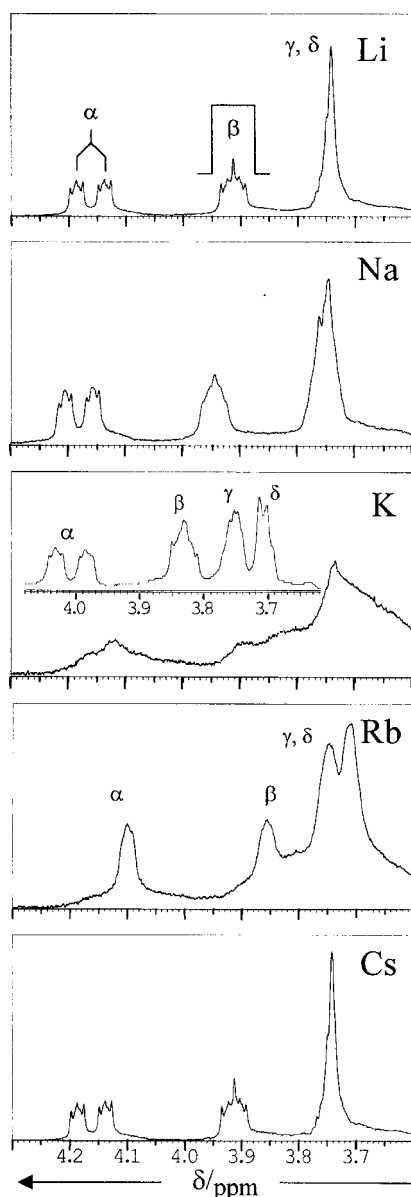 γ, δ Li
α
β
Na
K
α β γ δ
4.0 3.9 3.8 3.7
γ, δ Rb
α
β
Cs
4.2 4.1 4.0 3.9 3.8 3.7
δ/ppm